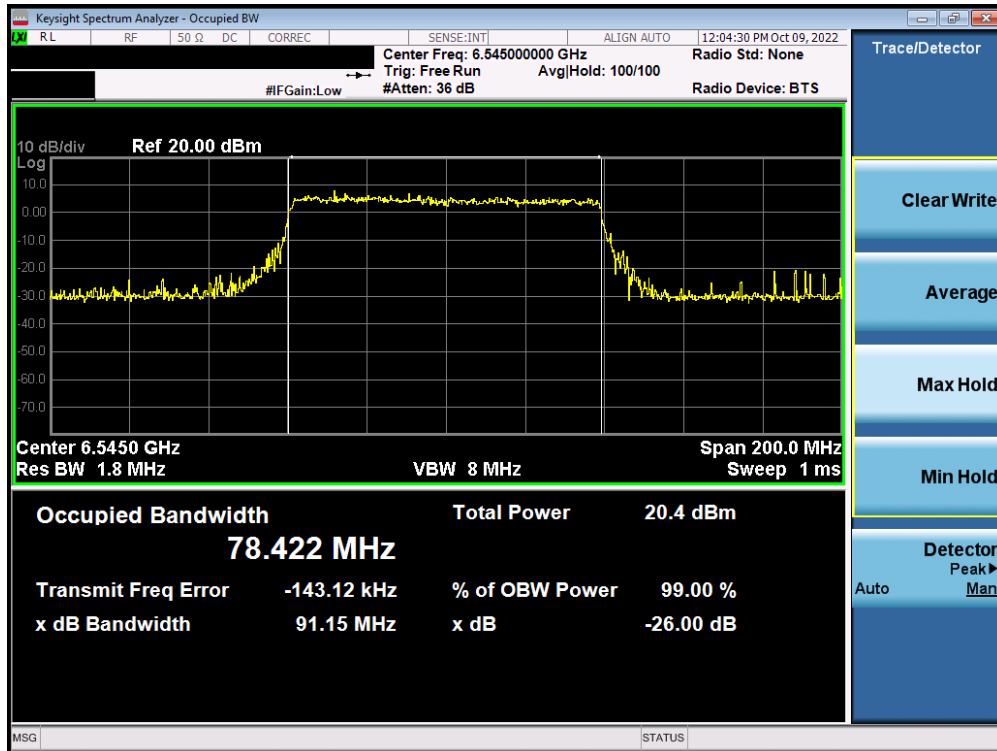 Keysight Spectrum Analyzer - Occupied BW
LXI RL RF 50 Ω DC CORREC SENSE:INT ALIGN AUTO 12:04:30 PM Oct 09, 2022
Center Freq: 6.545000000 GHz Radio Std: None
Trig: Free Run Avg|Hold: 100/100
#IFGain:Low #Atten: 36 dB Radio Device: BTS
Trace/Detector
10 dB/div Ref 20.00 dBm
Log
10.0
0.00
-10.0
-20.0
-30.0
-40.0
-50.0
-60.0
-70.0
Center 6.5450 GHz Span 200.0 MHz
Res BW 1.8 MHz VBW 8 MHz Sweep 1 ms
Occupied Bandwidth Total Power 20.4 dBm
78.422 MHz
Transmit Freq Error -143.12 kHz % of OBW Power 99.00 %
x dB Bandwidth 91.15 MHz x dB -26.00 dB
Clear Write
Average
Max Hold
Min Hold
Detector
Peak▶
Auto Man
MSG STATUS